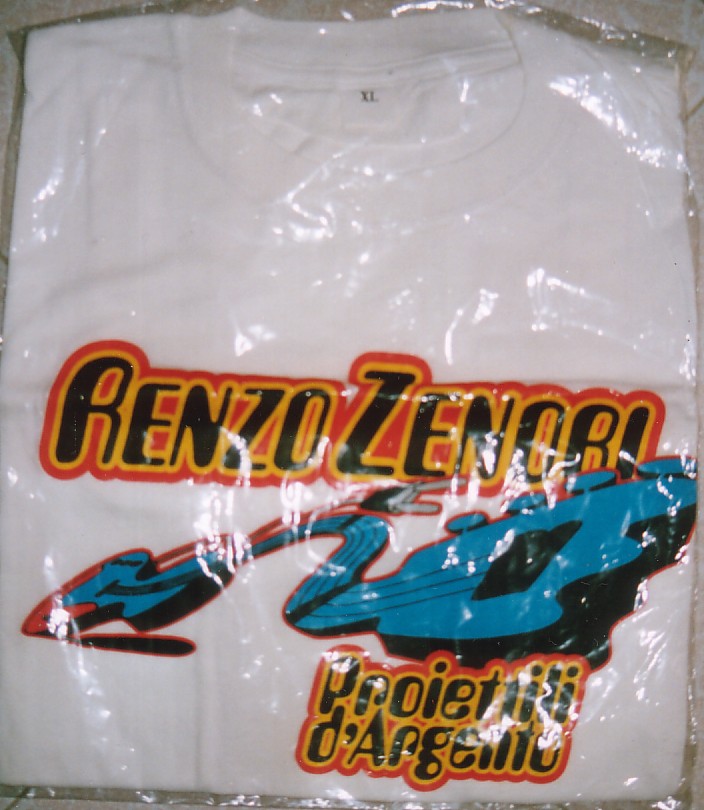 XL
RENZO ZENOBI
Proiettili
d'Argento